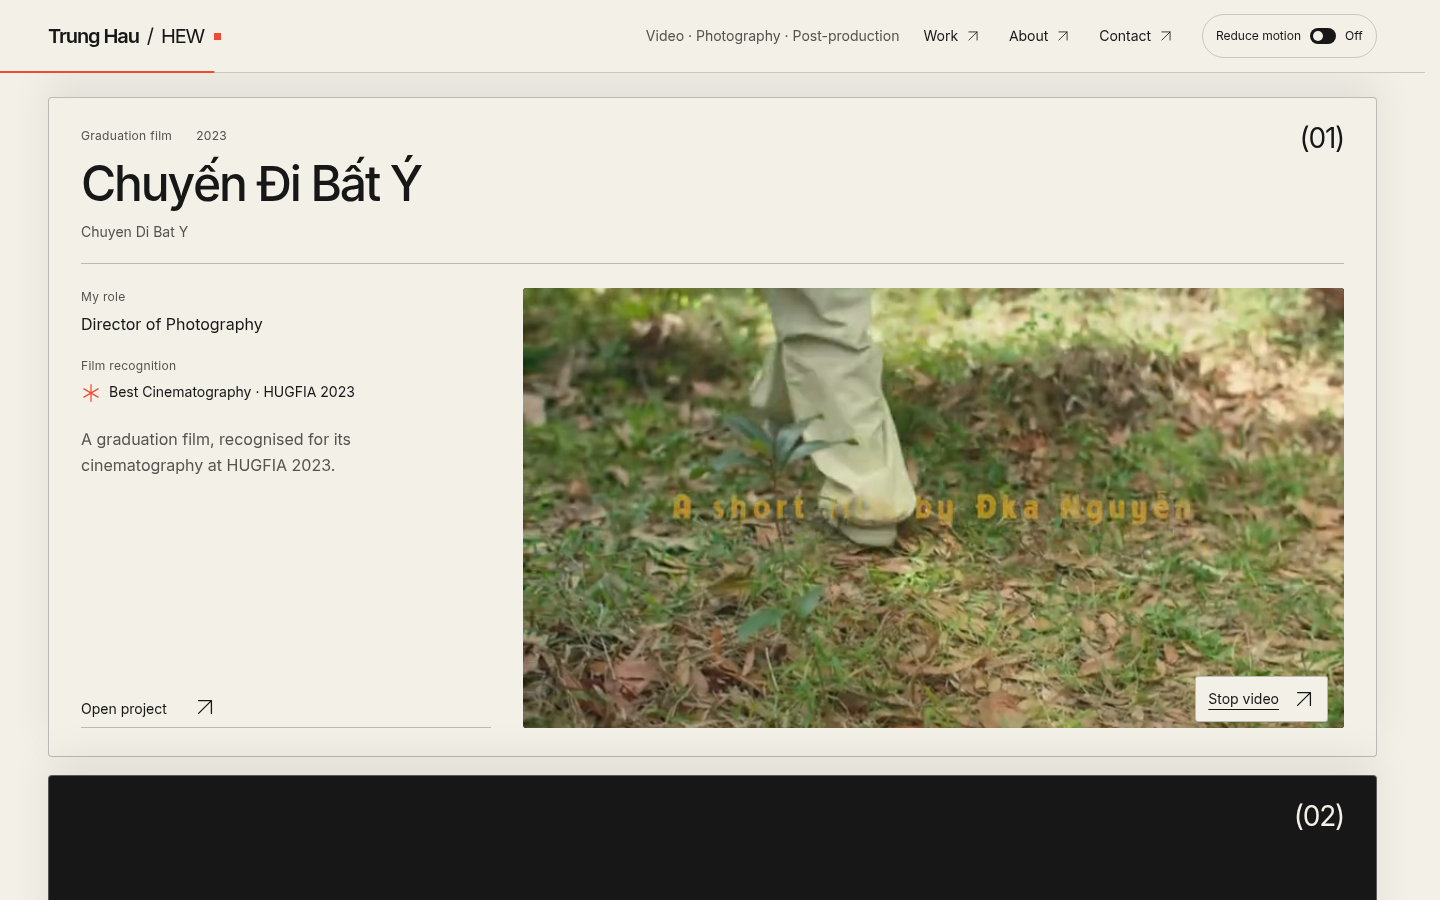 Trung Hau / HEW
Video · Photography · Post-production
Work
About
Contact
Reduce motion
Off
Graduation film 2023
(01)
Chuyến Đi Bất Ý
Chuyen Di Bat Y
My role
Director of Photography
Film recognition
Best Cinematography · HUGFIA 2023
A graduation film, recognised for its
cinematography at HUGFIA 2023.
A short film by Đka Nguyễn
Open project
Stop video
(02)